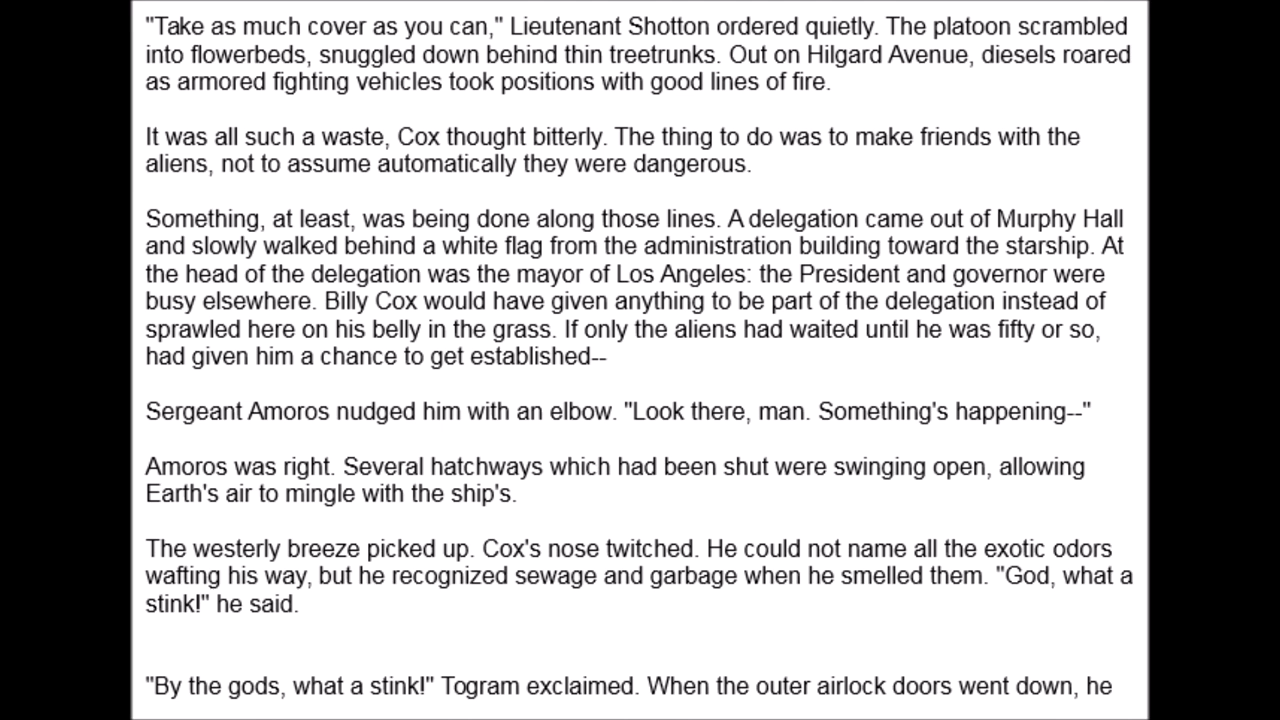 "Take as much cover as you can," Lieutenant Shotton ordered quietly. The platoon scrambled
into flowerbeds, snuggled down behind thin treetrunks. Out on Hilgard Avenue, diesels roared
as armored fighting vehicles took positions with good lines of fire.
It was all such a waste, Cox thought bitterly. The thing to do was to make friends with the
aliens, not to assume automatically they were dangerous.
Something, at least, was being done along those lines. A delegation came out of Murphy Hall
and slowly walked behind a white flag from the administration building toward the starship. At
the head of the delegation was the mayor of Los Angeles: the President and governor were
busy elsewhere. Billy Cox would have given anything to be part of the delegation instead of
sprawled here on his belly in the grass. If only the aliens had waited until he was fifty or so,
had given him a chance to get established--
Sergeant Amoros nudged him with an elbow. "Look there, man. Something's happening--"
Amoros was right. Several hatchways which had been shut were swinging open, allowing
Earth's air to mingle with the ship's.
The westerly breeze picked up. Cox's nose twitched. He could not name all the exotic odors
wafting his way, but he recognized sewage and garbage when he smelled them. "God, what a
stink!" he said.
"By the gods, what a stink!" Togram exclaimed. When the outer airlock doors went down, he